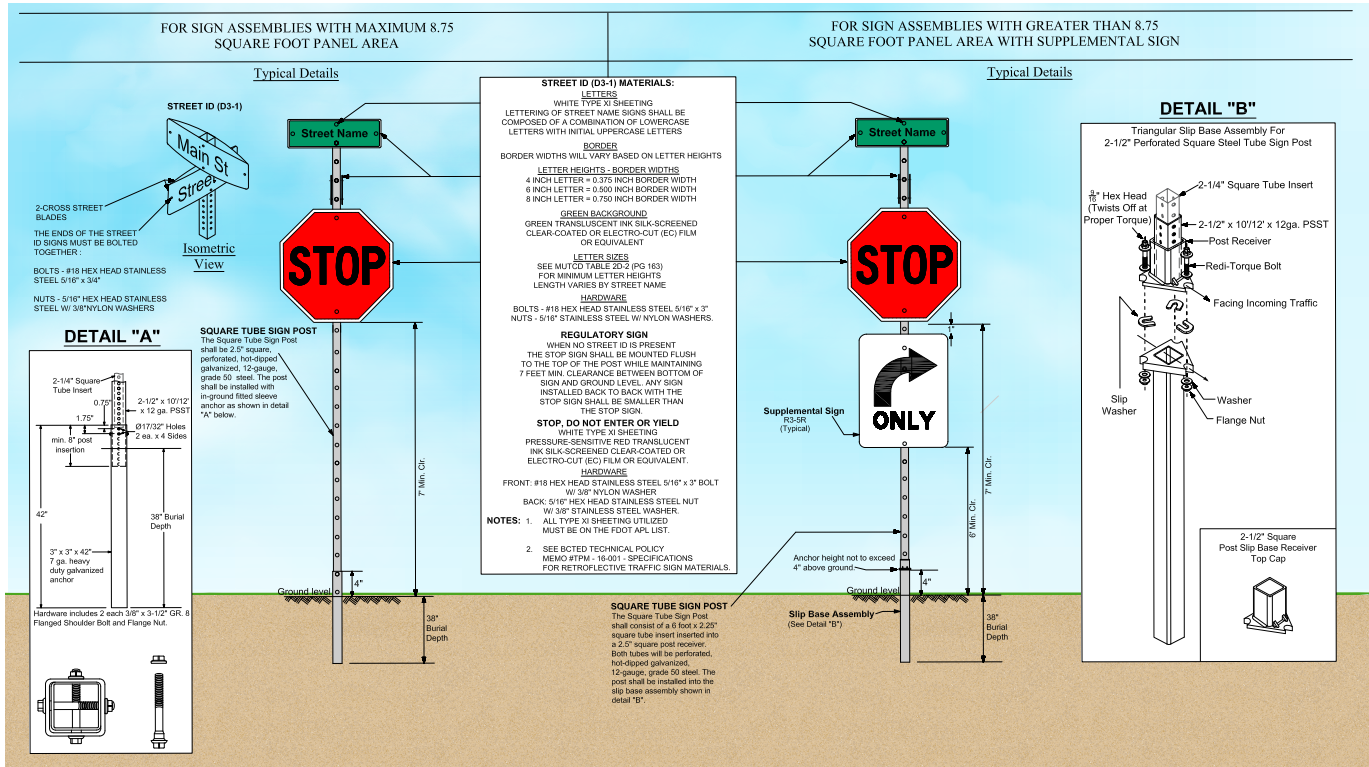 FOR SIGN ASSEMBLIES WITH MAXIMUM 8.75
SQUARE FOOT PANEL AREA
Typical Details
FOR SIGN ASSEMBLIES WITH GREATER THAN 8.75
SQUARE FOOT PANEL AREA WITH SUPPLEMENTAL SIGN
Typical Details
STREET ID (D3-1)
Main St
Street
2-CROSS STREET
BLADES
THE ENDS OF THE STREET
ID SIGNS MUST BE BOLTED
TOGETHER :
BOLTS - #18 HEX HEAD STAINLESS
STEEL 5/16" x 3/4"
NUTS - 5/16" HEX HEAD STAINLESS
STEEL W/ 3/8"NYLON WASHERS
Isometric
View
DETAIL "A"
2-1/4" Square
Tube Insert
0.75"
1.75"
2-1/2" x 10'/12'
x 12 ga. PSST
Ø17/32" Holes
2 ea. x 4 Sides
min. 8" post
insertion
42"
38" Burial
Depth
3" x 3" x 42"
7 ga. heavy
duty galvanized
anchor
Hardware includes 2 each 3/8" x 3-1/2" GR. 8
Flanged Shoulder Bolt and Flange Nut.
SQUARE TUBE SIGN POST
The Square Tube Sign Post
shall be 2.5" square,
perforated, hot-dipped
galvanized, 12-gauge,
grade 50 steel. The post
shall be installed with
in-ground fitted sleeve
anchor as shown in detail
"A" below.
Street Name
STOP
7' Min. Clr.
4"
Ground level
38"
Burial
Depth
STREET ID (D3-1) MATERIALS:
LETTERS
WHITE TYPE XI SHEETING
LETTERING OF STREET NAME SIGNS SHALL BE
COMPOSED OF A COMBINATION OF LOWERCASE
LETTERS WITH INITIAL UPPERCASE LETTERS
BORDER
BORDER WIDTHS WILL VARY BASED ON LETTER HEIGHTS
LETTER HEIGHTS - BORDER WIDTHS
4 INCH LETTER = 0.375 INCH BORDER WIDTH
6 INCH LETTER = 0.500 INCH BORDER WIDTH
8 INCH LETTER = 0.750 INCH BORDER WIDTH
GREEN BACKGROUND
GREEN TRANSLUSCENT INK SILK-SCREENED
CLEAR-COATED OR ELECTRO-CUT (EC) FILM
OR EQUIVALENT
LETTER SIZES
SEE MUTCD TABLE 2D-2 (PG 163)
FOR MINIMUM LETTER HEIGHTS
LENGTH VARIES BY STREET NAME
HARDWARE
BOLTS - #18 HEX HEAD STAINLESS STEEL 5/16" x 3"
NUTS - 5/16" STAINLESS STEEL W/ NYLON WASHERS.
REGULATORY SIGN
WHEN NO STREET ID IS PRESENT
THE STOP SIGN SHALL BE MOUNTED FLUSH
TO THE TOP OF THE POST WHILE MAINTAINING
7 FEET MIN. CLEARANCE BETWEEN BOTTOM OF
SIGN AND GROUND LEVEL. ANY SIGN
INSTALLED BACK TO BACK WITH THE
STOP SIGN SHALL BE SMALLER THAN
THE STOP SIGN.
STOP, DO NOT ENTER OR YIELD
WHITE TYPE XI SHEETING
PRESSURE-SENSITIVE RED TRANSLUCENT
INK SILK-SCREENED CLEAR-COATED OR
ELECTRO-CUT (EC) FILM OR EQUIVALENT.
HARDWARE
FRONT: #18 HEX HEAD STAINLESS STEEL 5/16" x 3" BOLT
W/ 3/8" NYLON WASHER
BACK: 5/16" HEX HEAD STAINLESS STEEL NUT
W/ 3/8" STAINLESS STEEL WASHER.
NOTES: 1. ALL TYPE XI SHEETING UTILIZED
MUST BE ON THE FDOT APL LIST.
2. SEE BCTED TECHNICAL POLICY
MEMO #TPM - 16-001 - SPECIFICATIONS
FOR RETROFLECTIVE TRAFFIC SIGN MATERIALS.
SQUARE TUBE SIGN POST
The Square Tube Sign Post
shall consist of a 6 foot x 2.25"
square tube insert inserted into
a 2.5" square post receiver.
Both tubes will be perforated,
hot-dipped galvanized,
12-gauge, grade 50 steel. The
post shall be installed into the
slip base assembly shown in
detail "B".
Street Name
STOP
1"
ONLY
Supplemental Sign
R3-5R
(Typical)
7' Min. Clr.
6' Min. Clr.
Anchor height not to exceed
4" above ground.
4"
Ground level
Slip Base Assembly
(See Detail "B")
38"
Burial
Depth
DETAIL "B"
Triangular Slip Base Assembly For
2-1/2" Perforated Square Steel Tube Sign Post
2-1/4" Square Tube Insert
9/16" Hex Head
(Twists Off at
Proper Torque)
2-1/2" x 10'/12' x 12ga. PSST
Post Receiver
Redi-Torque Bolt
Facing Incoming Traffic
Slip
Washer
Washer
Flange Nut
2-1/2" Square
Post Slip Base Receiver
Top Cap